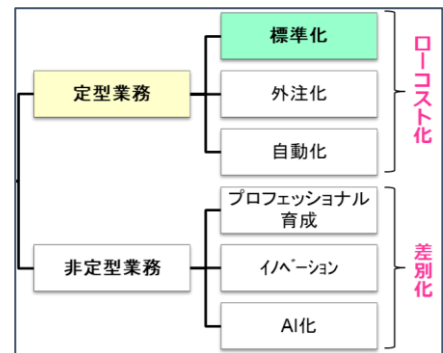 標準化
定型業務
外注化
自動化
ローコスト化
プロフェッショナル
育成
非定型業務
イノベーション
AI化
差別化